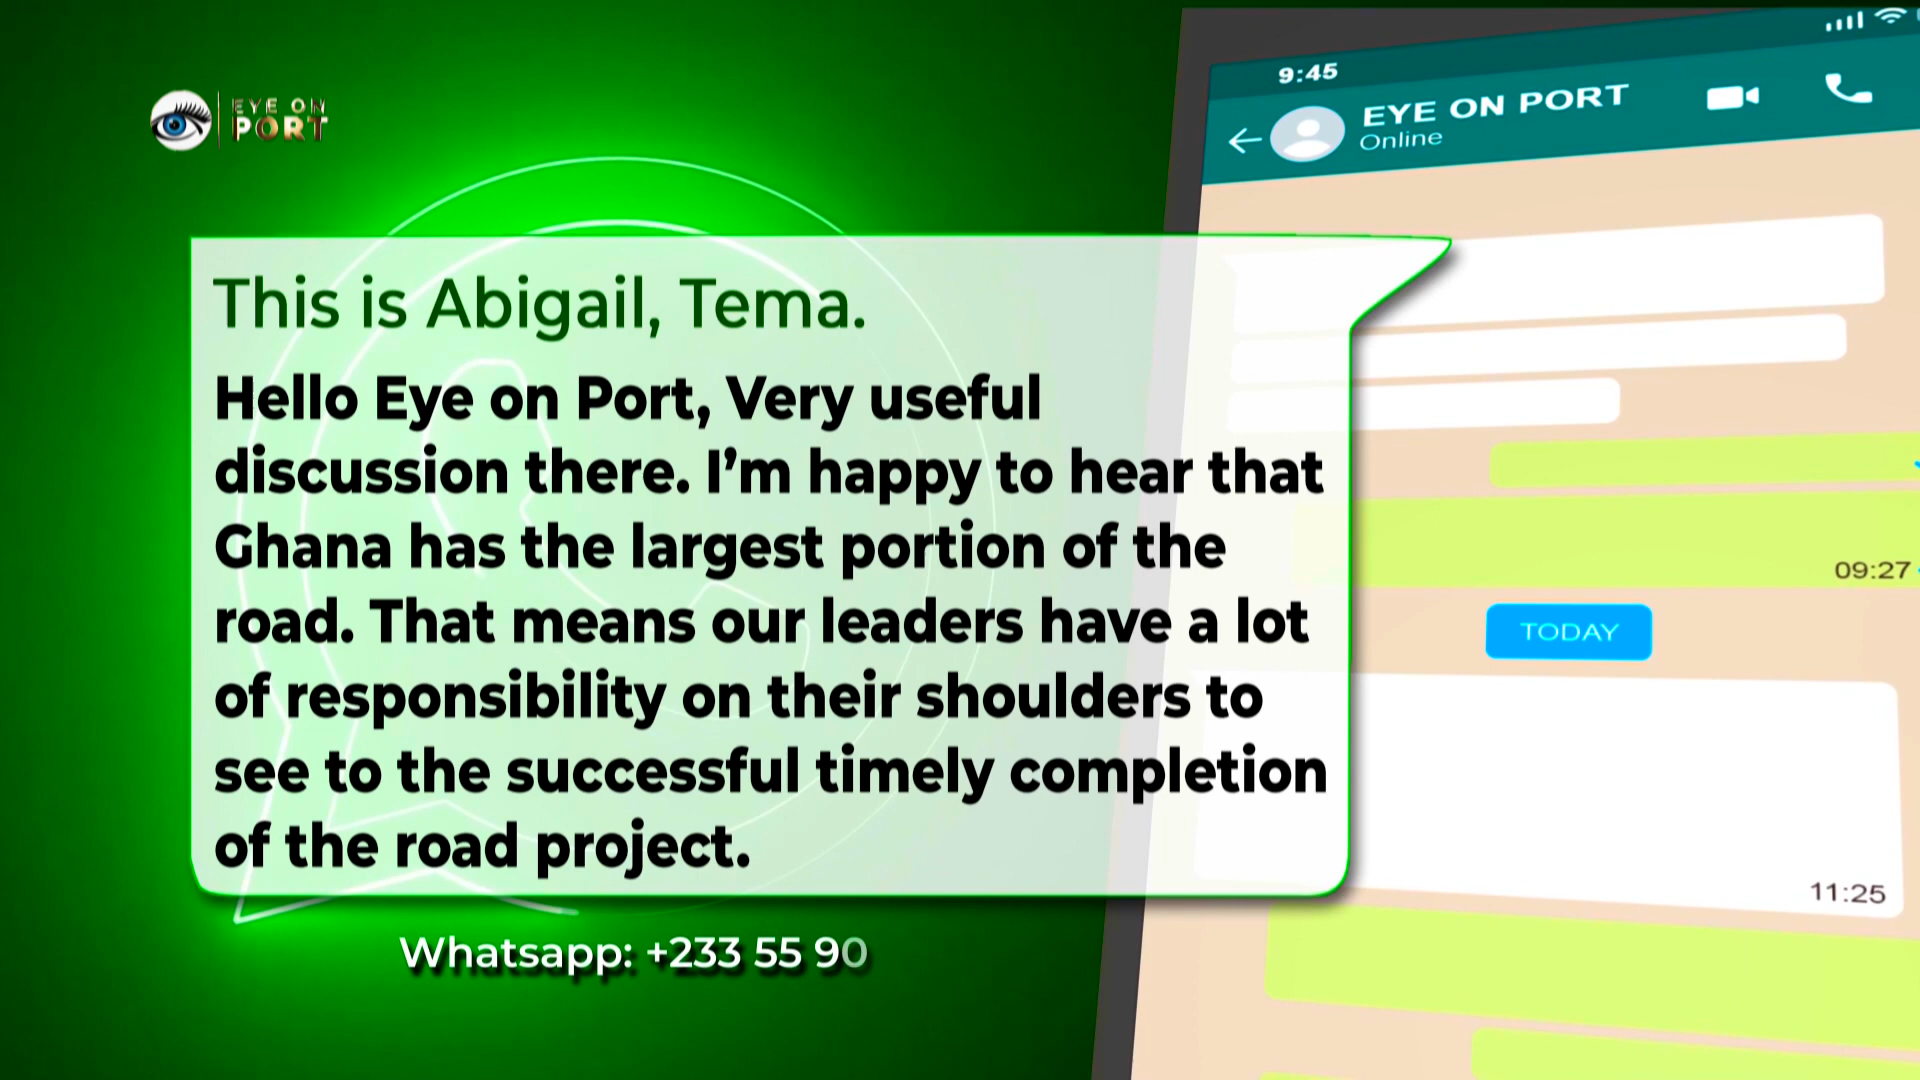 EYE ON
PORT
9:45
EYE ON PORT
Online
This is Abigail, Tema.
Hello Eye on Port, Very useful
discussion there. I’m happy to hear that
Ghana has the largest portion of the
road. That means our leaders have a lot
of responsibility on their shoulders to
see to the successful timely completion
of the road project.
09:27
TODAY
11:25
Whatsapp: +233 55 90